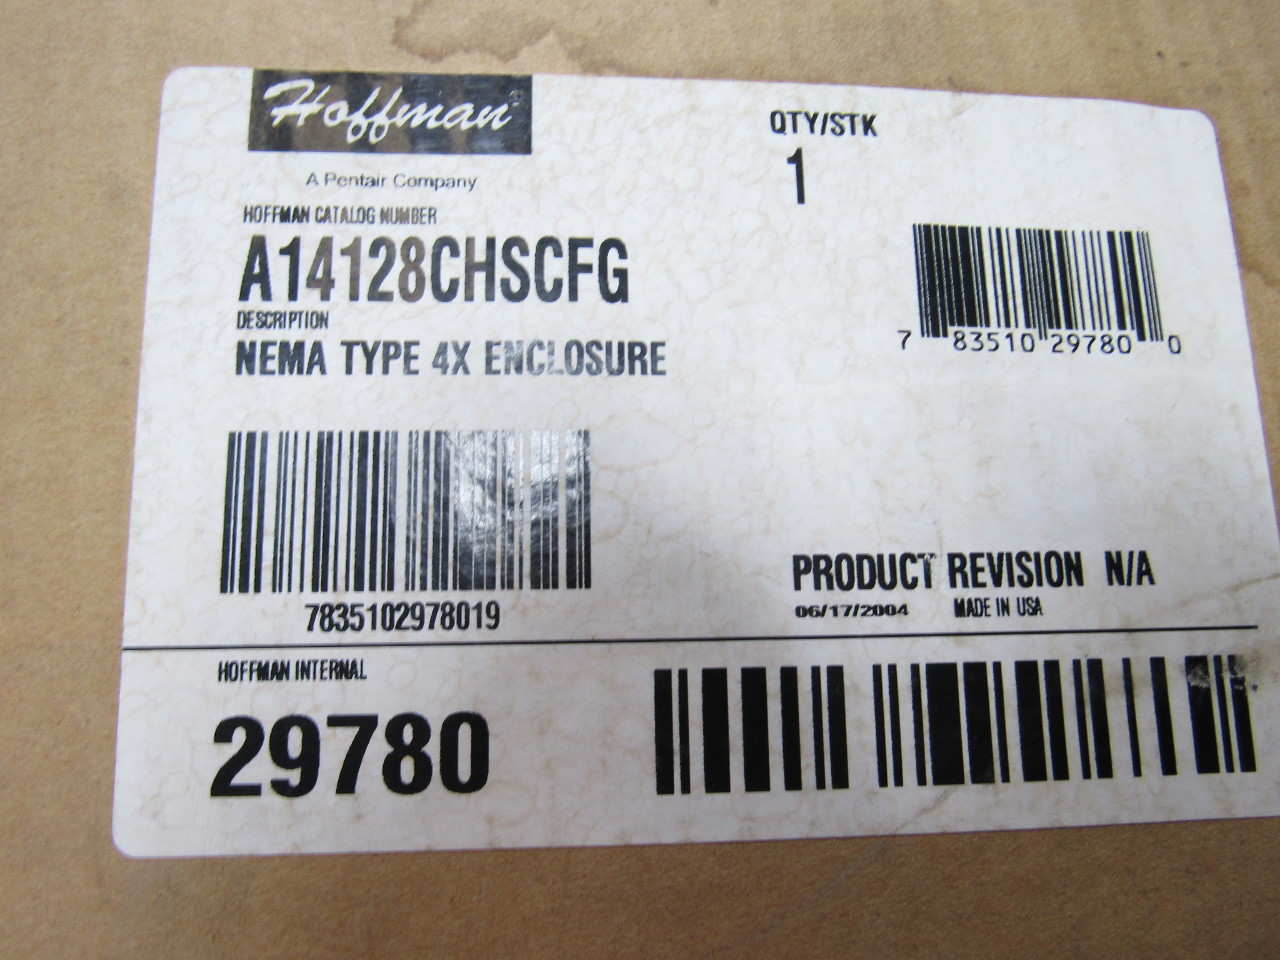 Hoffman®
A Pentair Company
HOFFMAN CATALOG NUMBER
A14128CHSCFG
DESCRIPTION
NEMA TYPE 4X ENCLOSURE
7835102978019
QTY/STK
1
7 83510 29780 0
PRODUCT REVISION N/A
06/17/2004 MADE IN USA
HOFFMAN INTERNAL
29780